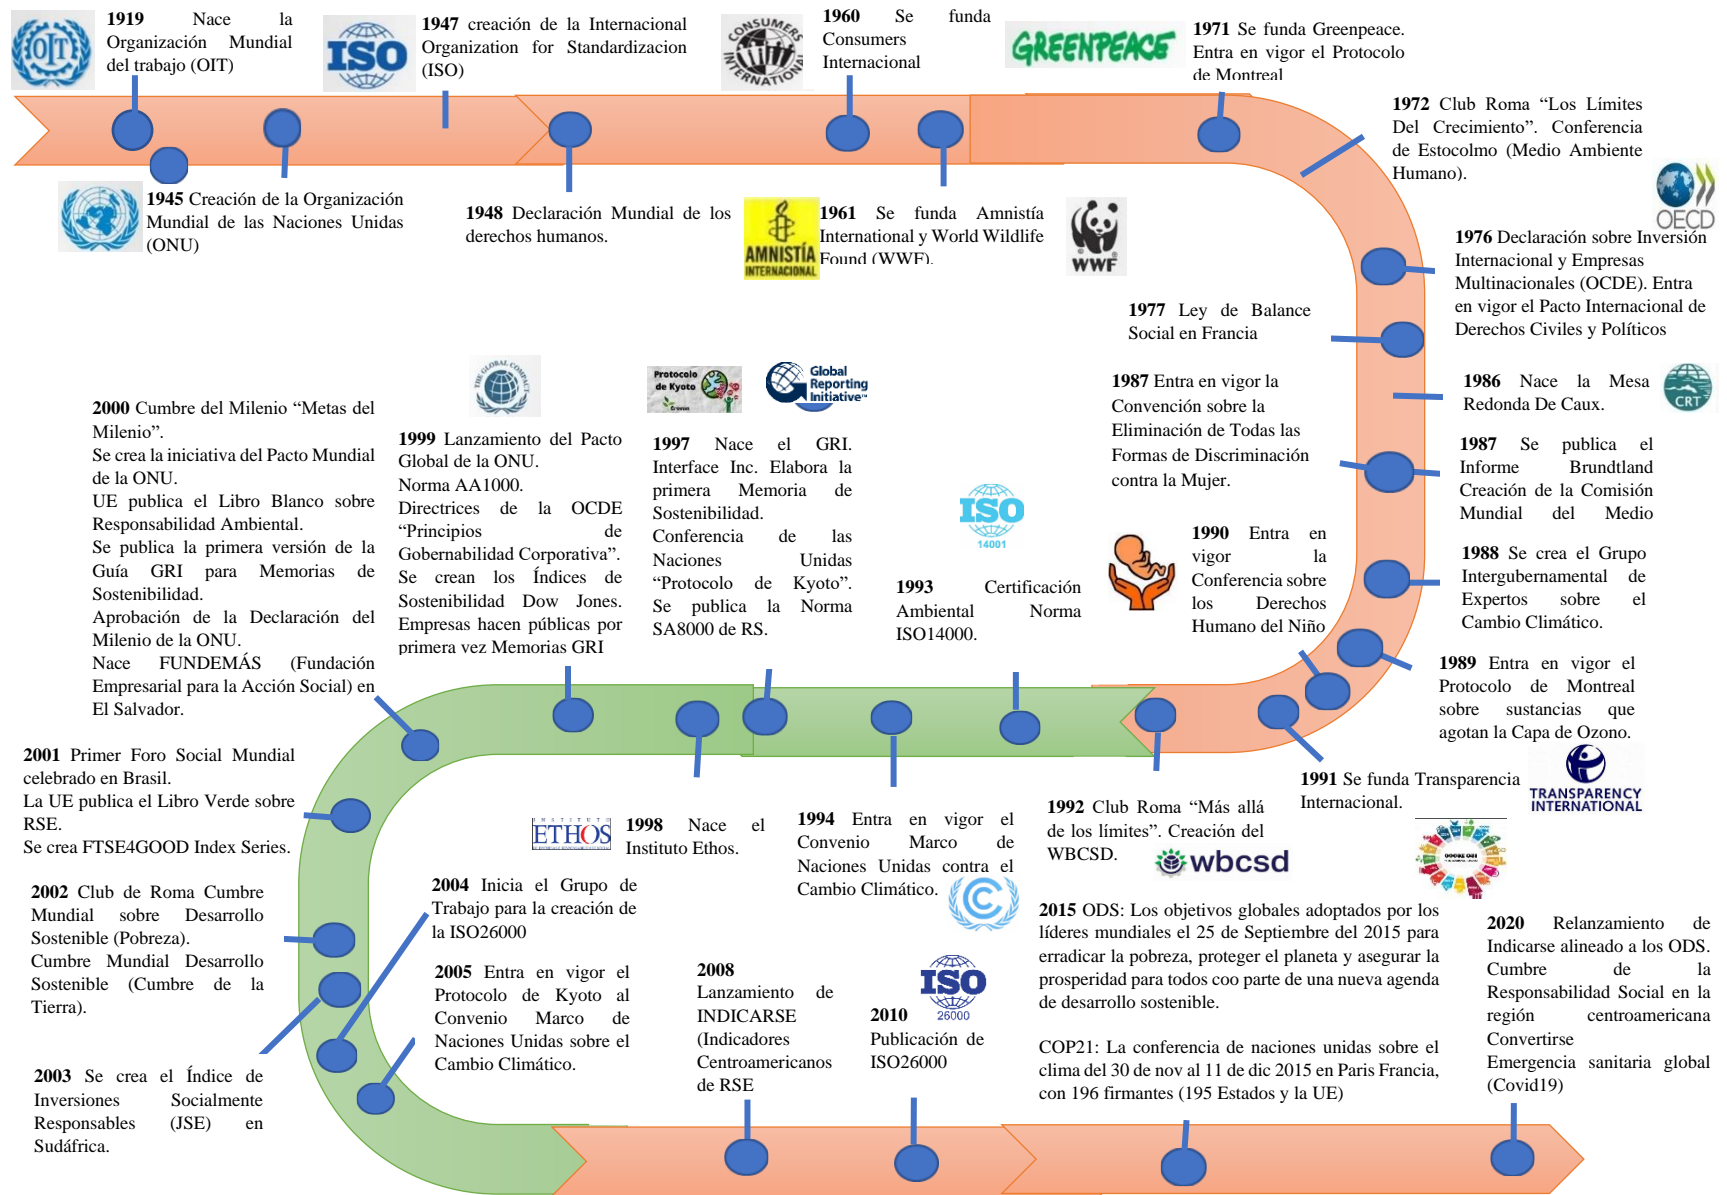 OIT
1919 Nace la
Organización Mundial
del trabajo (OIT)
ISO
1947 creación de la Internacional
Organization for Standardizacion
(ISO)
CONSUMERS
INTERNATIONAL
1960 Se funda
Consumers
Internacional
GREENPEACE
1971 Se funda Greenpeace.
Entra en vigor el Protocolo
de Montreal
1972 Club Roma “Los Límites
Del Crecimiento”. Conferencia
de Estocolmo (Medio Ambiente
Humano).
OECD
1945 Creación de la Organización
Mundial de las Naciones Unidas
(ONU)
1948 Declaración Mundial de los
derechos humanos.
AMNISTÍA
INTERNACIONAL
1961 Se funda Amnistía
International y World Wildlife
Found (WWF).
WWF
1976 Declaración sobre Inversión
Internacional y Empresas
Multinacionales (OCDE). Entra
en vigor el Pacto Internacional de
Derechos Civiles y Políticos
1977 Ley de Balance
Social en Francia
1986 Nace la Mesa
Redonda De Caux.
CRT
1987 Entra en vigor la
Convención sobre la
Eliminación de Todas las
Formas de Discriminación
contra la Mujer.
1987 Se publica el
Informe Brundtland
Creación de la Comisión
Mundial del Medio
1988 Se crea el Grupo
Intergubernamental de
Expertos sobre el
Cambio Climático.
1990 Entra en
vigor la
Conferencia sobre
los Derechos
Humano del Niño
1989 Entra en vigor el
Protocolo de Montreal
sobre sustancias que
agotan la Capa de Ozono.
1991 Se funda Transparencia
Internacional.
TRANSPARENCY
INTERNATIONAL
1992 Club Roma “Más allá
de los límites”. Creación del
WBCSD.
wbcsd
ISO
14001
1993 Certificación
Ambiental Norma
ISO14000.
1994 Entra en vigor el
Convenio Marco de
Naciones Unidas contra el
Cambio Climático.
Protocolo
de Kyoto
Global
Reporting
Initiative™
1997 Nace el GRI.
Interface Inc. Elabora la
primera Memoria de
Sostenibilidad.
Conferencia de las
Naciones Unidas
“Protocolo de Kyoto”.
Se publica la Norma
SA8000 de RS.
INSTITUTO
ETHOS
1998 Nace el
Instituto Ethos.
THE GLOBAL COMPACT
1999 Lanzamiento del Pacto
Global de la ONU.
Norma AA1000.
Directrices de la OCDE
“Principios de
Gobernabilidad Corporativa”.
Se crean los Índices de
Sostenibilidad Dow Jones.
Empresas hacen públicas por
primera vez Memorias GRI
2000 Cumbre del Milenio “Metas del
Milenio”.
Se crea la iniciativa del Pacto Mundial
de la ONU.
UE publica el Libro Blanco sobre
Responsabilidad Ambiental.
Se publica la primera versión de la
Guía GRI para Memorias de
Sostenibilidad.
Aprobación de la Declaración del
Milenio de la ONU.
Nace FUNDEMÁS (Fundación
Empresarial para la Acción Social) en
El Salvador.
2001 Primer Foro Social Mundial
celebrado en Brasil.
La UE publica el Libro Verde sobre
RSE.
Se crea FTSE4GOOD Index Series.
2002 Club de Roma Cumbre
Mundial sobre Desarrollo
Sostenible (Pobreza).
Cumbre Mundial Desarrollo
Sostenible (Cumbre de la
Tierra).
2003 Se crea el Índice de
Inversiones Socialmente
Responsables (JSE) en
Sudáfrica.
2004 Inicia el Grupo de
Trabajo para la creación de
la ISO26000
2005 Entra en vigor el
Protocolo de Kyoto al
Convenio Marco de
Naciones Unidas sobre el
Cambio Climático.
2008
Lanzamiento de
INDICARSE
(Indicadores
Centroamericanos
de RSE
ISO
26000
2010
Publicación de
ISO26000
2015 ODS: Los objetivos globales adoptados por los
líderes mundiales el 25 de Septiembre del 2015 para
erradicar la pobreza, proteger el planeta y asegurar la
prosperidad para todos coo parte de una nueva agenda
de desarrollo sostenible.
COP21: La conferencia de naciones unidas sobre el
clima del 30 de nov al 11 de dic 2015 en Paris Francia,
con 196 firmantes (195 Estados y la UE)
2020 Relanzamiento de
Indicarse alineado a los ODS.
Cumbre de la
Responsabilidad Social en la
región centroamericana
Convertirse
Emergencia sanitaria global
(Covid19)